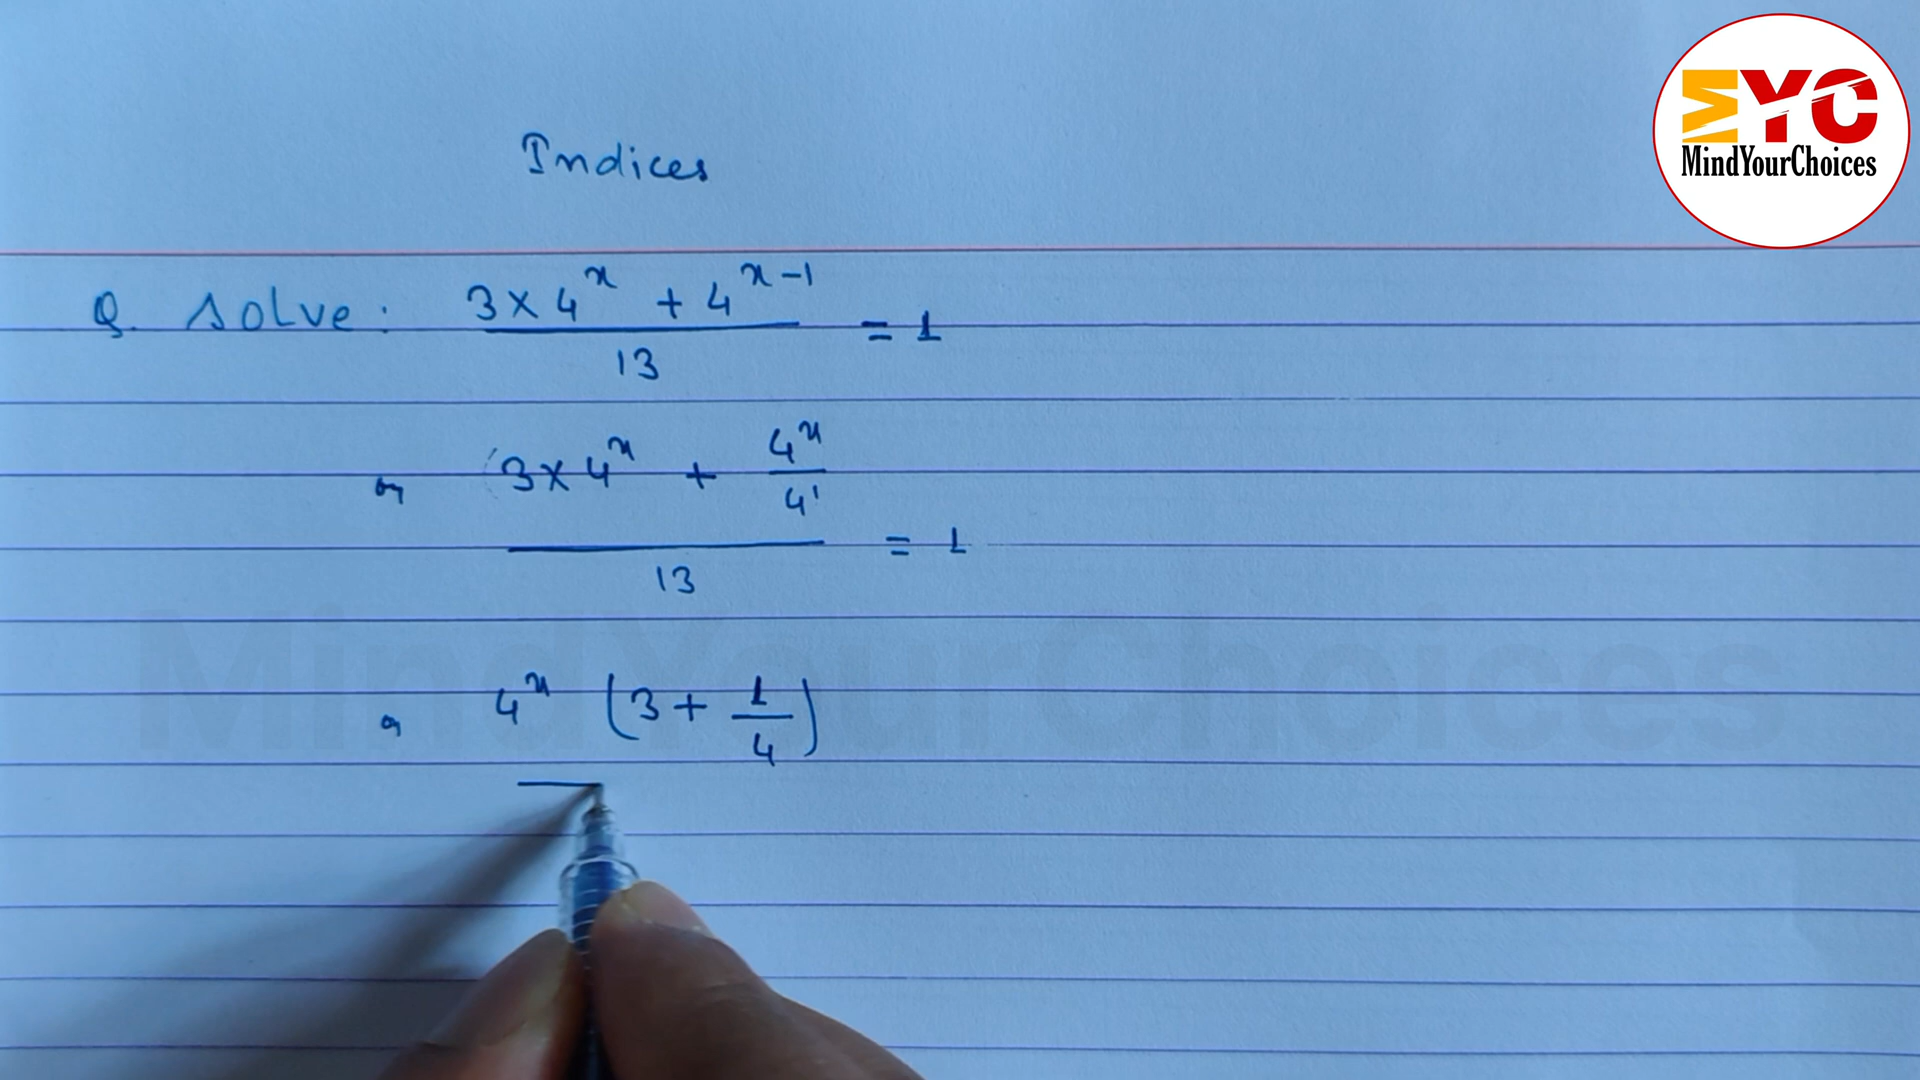 MYC
MindYourChoices
Indices
Q. Solve: 3 × 4^x + 4^(x-1) / 13 = 1
or 3 × 4^x + 4^x / 4^1
/ 13 = 1
or 4^x (3 + 1/4)
MindYourChoices